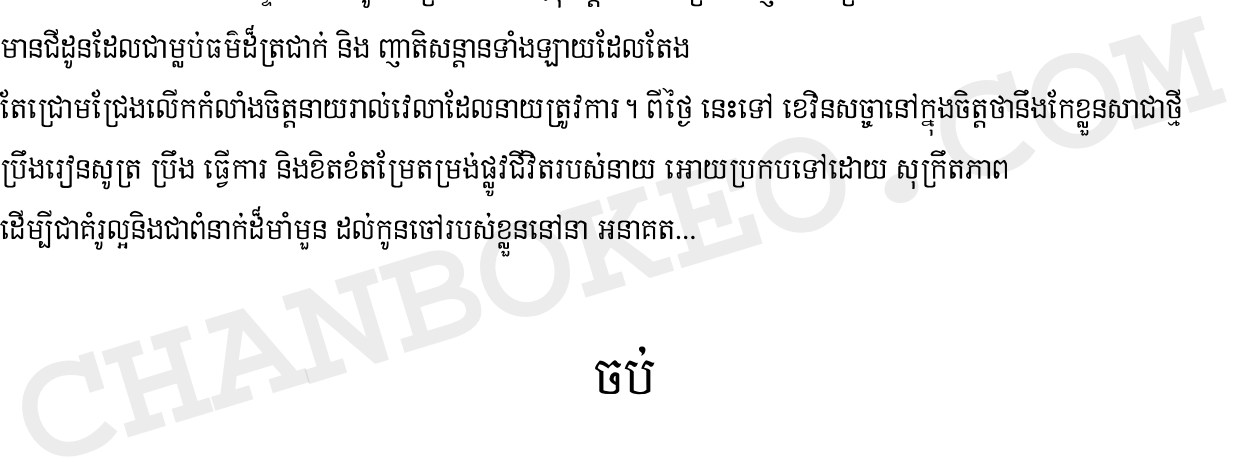 មានជីដូនដែលជាម្លប់ធម៌ដ៏ត្រជាក់ និង ញាតិសន្តានទាំងឡាយដែលតែង
តែជ្រោមជ្រែងលើកកំលាំងចិត្តនាយរាល់វេលាដែលនាយត្រូវការ ។ ពីថ្ងៃ នេះទៅ ខេវិនសច្ចានៅក្នុងចិត្តថានឹងកែខ្លួនសាជាថ្មី
ប្រឹងរៀនសូត្រ ប្រឹង ធ្វើការ និងខិតខំតម្រែតម្រង់ផ្លូវជីវិតរបស់នាយ អោយប្រកបទៅដោយ សុក្រឹតភាព
ដើម្បីជាគំរូល្អនិងជាពំនាក់ដ៏មាំមួន ដល់កូនចៅរបស់ខ្លួននៅនា អនាគត...
ចប់
CHANBOKEO.COM